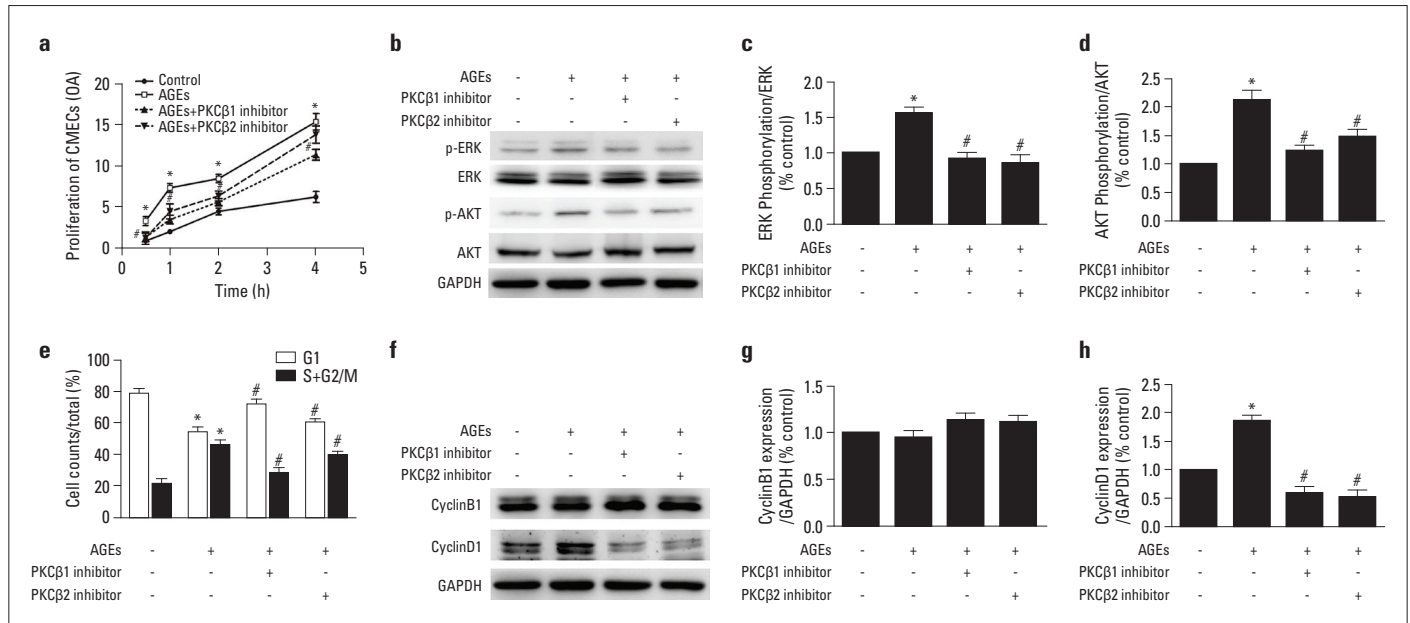 a
Proliferation of CMECs (OA)
20
15
10
5
0
0 1 2 3 4 5
Time (h)
Control
AGEs
AGEs+PKCβ1 inhibitor
AGEs+PKCβ2 inhibitor
* * * *
# # # #
b
AGEs - + + +
PKCβ1 inhibitor - - + -
PKCβ2 inhibitor - - - +
p-ERK
ERK
p-AKT
AKT
GAPDH
c
ERK Phosphorylation/ERK
(% control)
2.0
1.5
1.0
0.5
0.0
* # #
AGEs - + + +
PKCβ1 inhibitor - - + -
PKCβ2 inhibitor - - - +
d
AKT Phosphorylation/AKT
(% control)
2.5
2.0
1.5
1.0
0.5
0.0
* # #
AGEs - + + +
PKCβ1 inhibitor - - + -
PKCβ2 inhibitor - - - +
e
Cell counts/total (%)
100
80
60
40
20
0
G1
S+G2/M
* * # # # #
AGEs - + + +
PKCβ1 inhibitor - - + -
PKCβ2 inhibitor - - - +
f
AGEs - + + +
PKCβ1 inhibitor - - + -
PKCβ2 inhibitor - - - +
CyclinB1
CyclinD1
GAPDH
g
CyclinB1 expression
/GAPDH (% control)
1.5
1.0
0.5
0.0
AGEs - + + +
PKCβ1 inhibitor - - + -
PKCβ2 inhibitor - - - +
h
CyclinD1 expression
/GAPDH (% control)
2.5
2.0
1.5
1.0
0.5
0.0
* # #
AGEs - + + +
PKCβ1 inhibitor - - + -
PKCβ2 inhibitor - - - +